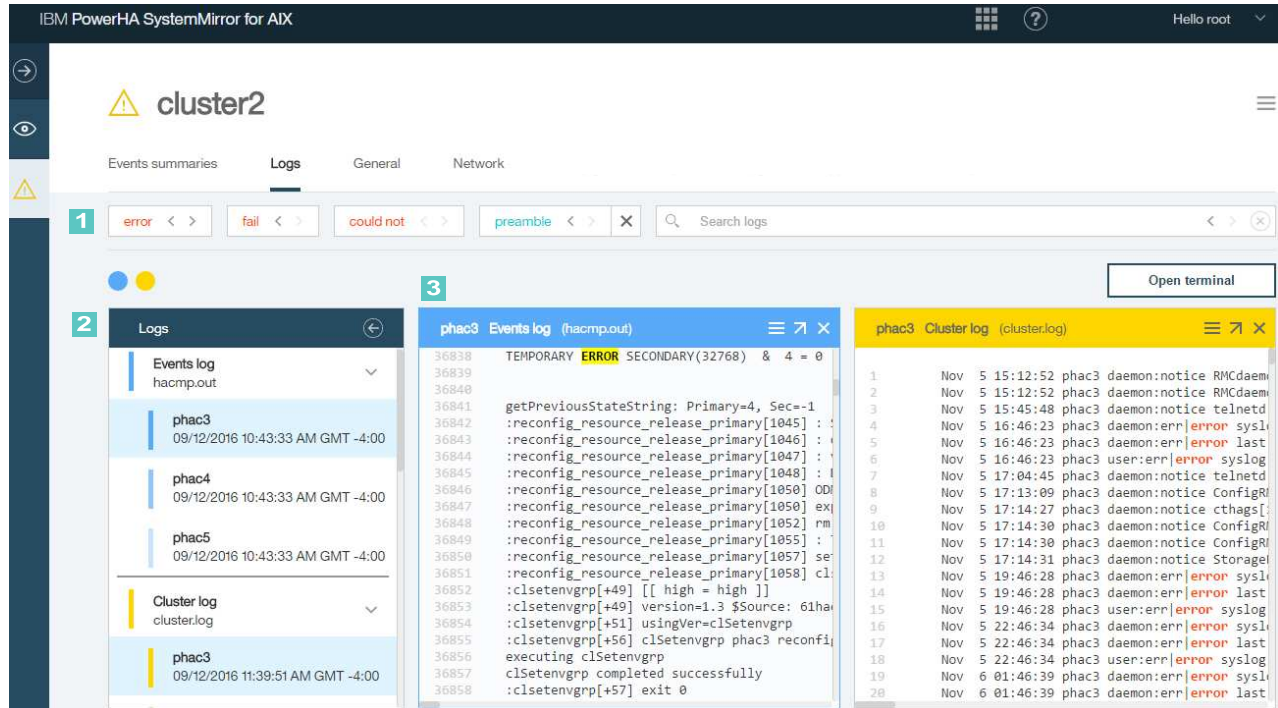 IBM PowerHA SystemMirror for AIX
?
Hello root
cluster2
Events summaries
Logs
General
Network
1
error < >
fail < >
could not < >
preamble < >
Search logs
Open terminal
2
Logs
Events log
hacmp.out
phac3
09/12/2016 10:43:33 AM GMT -4:00
phac4
09/12/2016 10:43:33 AM GMT -4:00
phac5
09/12/2016 10:43:33 AM GMT -4:00
Cluster log
cluster.log
phac3
09/12/2016 11:39:51 AM GMT -4:00
3
phac3 Events log (hacmp.out)
36838 TEMPORARY ERROR SECONDARY(32768) & 4 = 0
36839
36840
36841 getPreviousStateString: Primary=4, Sec=-1
36842 :reconfig_resource_release_primary[1045] :
36843 :reconfig_resource_release_primary[1046] :
36844 :reconfig_resource_release_primary[1047] :
36845 :reconfig_resource_release_primary[1048] :
36846 :reconfig_resource_release_primary[1050] ODM
36847 :reconfig_resource_release_primary[1050] exp
36848 :reconfig_resource_release_primary[1052] rm
36849 :reconfig_resource_release_primary[1055] :
36850 :reconfig_resource_release_primary[1057] set
36851 :reconfig_resource_release_primary[1058] cl
36852 :clsetenvgrp[+49] [[ high = high ]]
36853 :clsetenvgrp[+49] version=1.3 $Source: 61ha
36854 :clsetenvgrp[+51] usingVer=clSetenvgrp
36855 :clsetenvgrp[+56] clSetenvgrp phac3 reconfi
36856 executing clSetenvgrp
36857 clSetenvgrp completed successfully
36858 :clsetenvgrp[+57] exit 0
phac3 Cluster log (cluster.log)
1 Nov 5 15:12:52 phac3 daemon:notice RMCdaem
2 Nov 5 15:12:52 phac3 daemon:notice RMCdaem
3 Nov 5 15:45:48 phac3 daemon:notice telnetd
4 Nov 5 16:46:23 phac3 daemon:err|error sysl
5 Nov 5 16:46:23 phac3 daemon:err|error last
6 Nov 5 16:46:23 phac3 user:err|error syslog
7 Nov 5 17:04:45 phac3 daemon:notice telnetd
8 Nov 5 17:13:09 phac3 daemon:notice ConfigR
9 Nov 5 17:14:27 phac3 daemon:notice cthags[
10 Nov 5 17:14:30 phac3 daemon:notice ConfigR
11 Nov 5 17:14:30 phac3 daemon:notice ConfigR
12 Nov 5 17:14:31 phac3 daemon:notice Storage
13 Nov 5 19:46:28 phac3 daemon:err|error sysl
14 Nov 5 19:46:28 phac3 daemon:err|error last
15 Nov 5 19:46:28 phac3 user:err|error syslog
16 Nov 5 22:46:34 phac3 daemon:err|error sysl
17 Nov 5 22:46:34 phac3 daemon:err|error last
18 Nov 5 22:46:34 phac3 user:err|error syslog
19 Nov 6 01:46:39 phac3 daemon:err|error sysl
20 Nov 6 01:46:39 phac3 daemon:err|error last